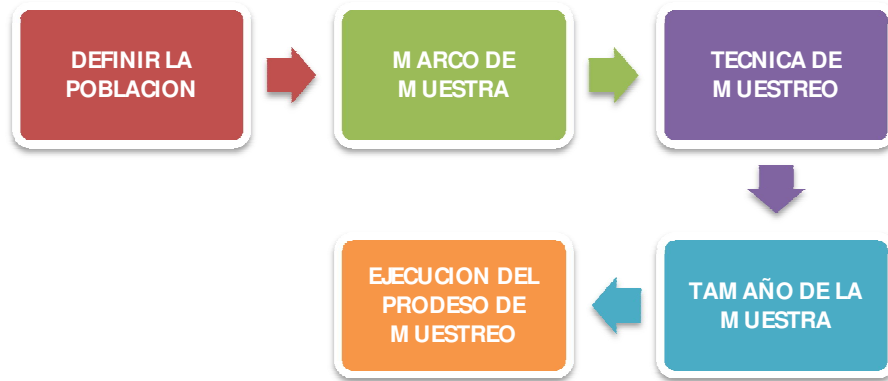 DEFINIR LA
POBLACION
M ARCO DE
M UESTRA
TECNICA DE
M UESTREO
TAM AÑO DE LA
M UESTRA
EJECUCION DEL
PRODESO DE
M UESTREO